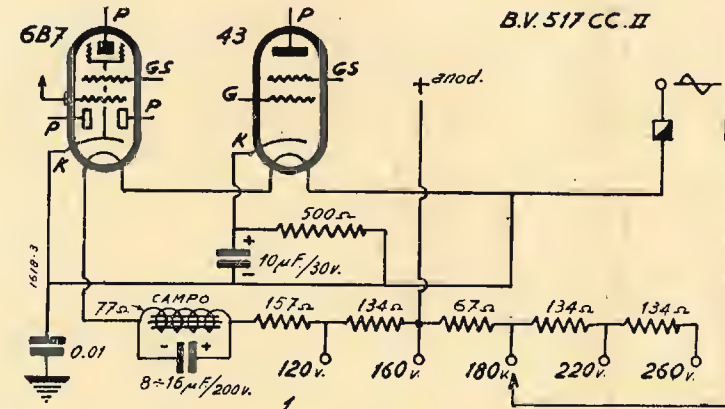 P
P
6B7
43
B.V. 517 CC. II
GS
GS
+ anod.
G
P
P
K
K
500Ω
+
-
10µF/30v.
1618-3
77Ω
CAMPO
157Ω
134Ω
67Ω
134Ω
134Ω
- +
0.01
8÷16µF/200v.
120v.
160v.
180v.
220v.
260v.
1